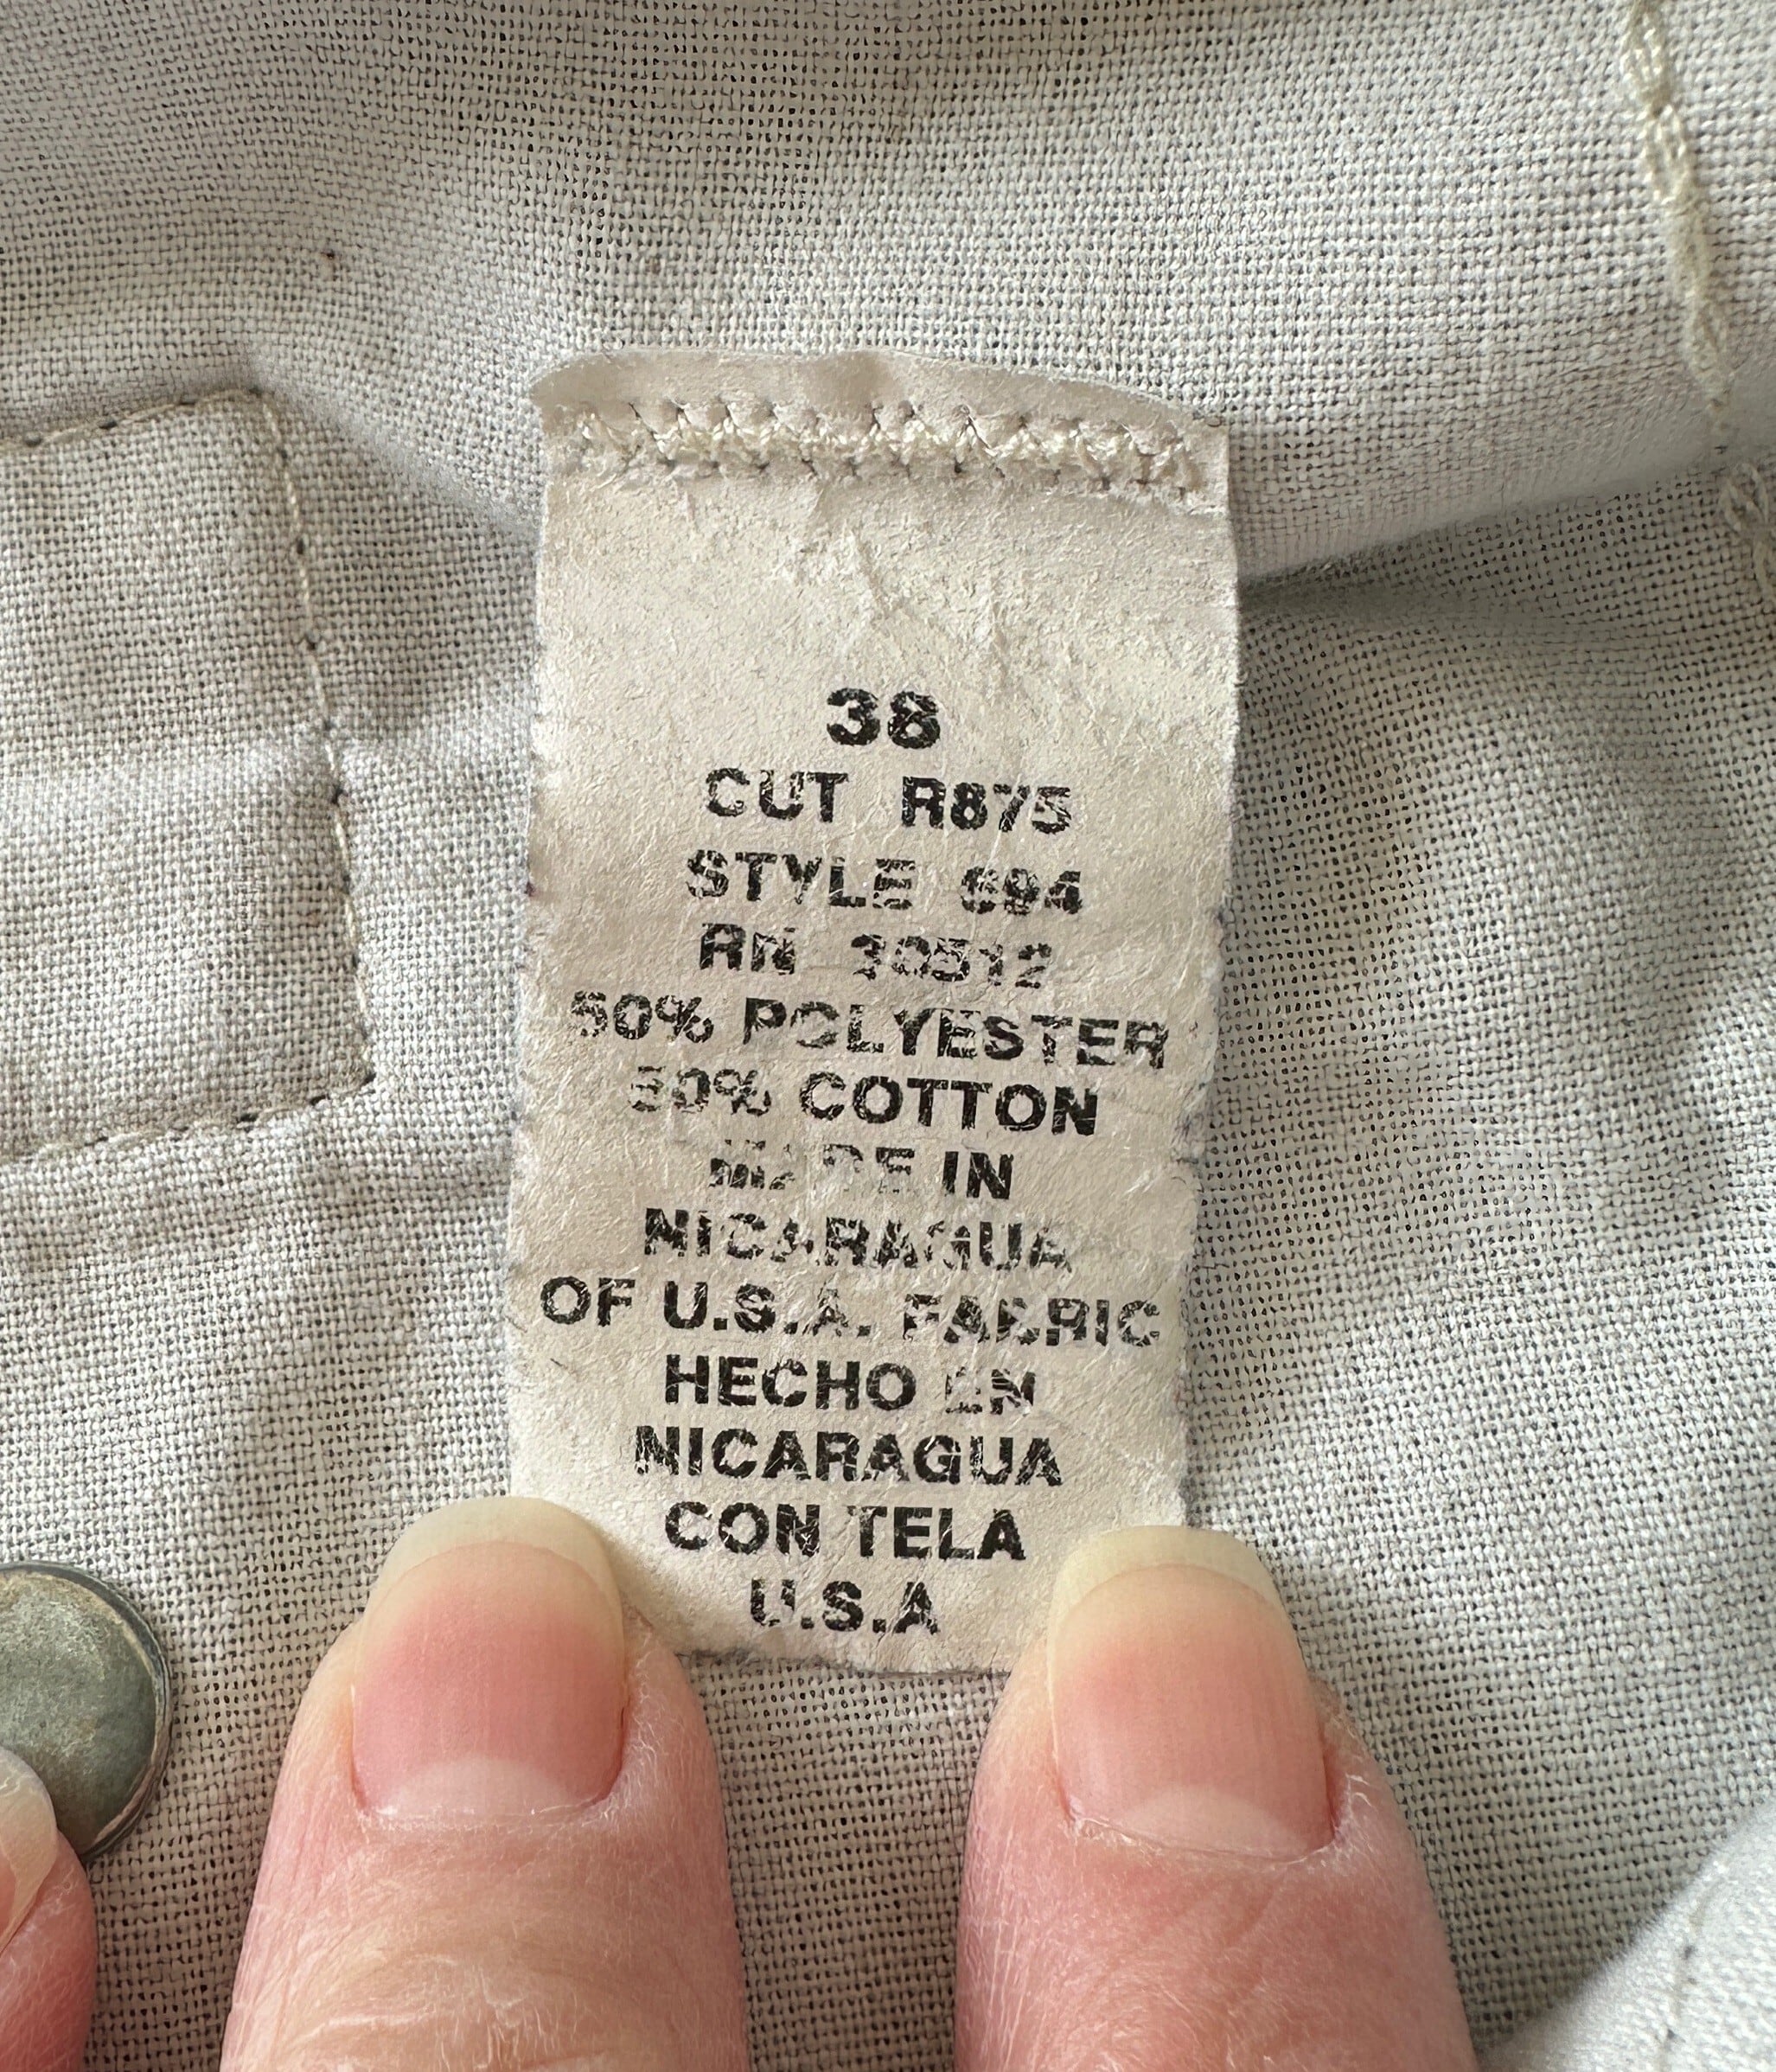 38
CUT R875
STYLE 694
RN 30512
50% POLYESTER
50% COTTON
MADE IN
NICARAGUA
OF U.S.A. FABRIC
HECHO EN
NICARAGUA
CON TELA
U.S.A